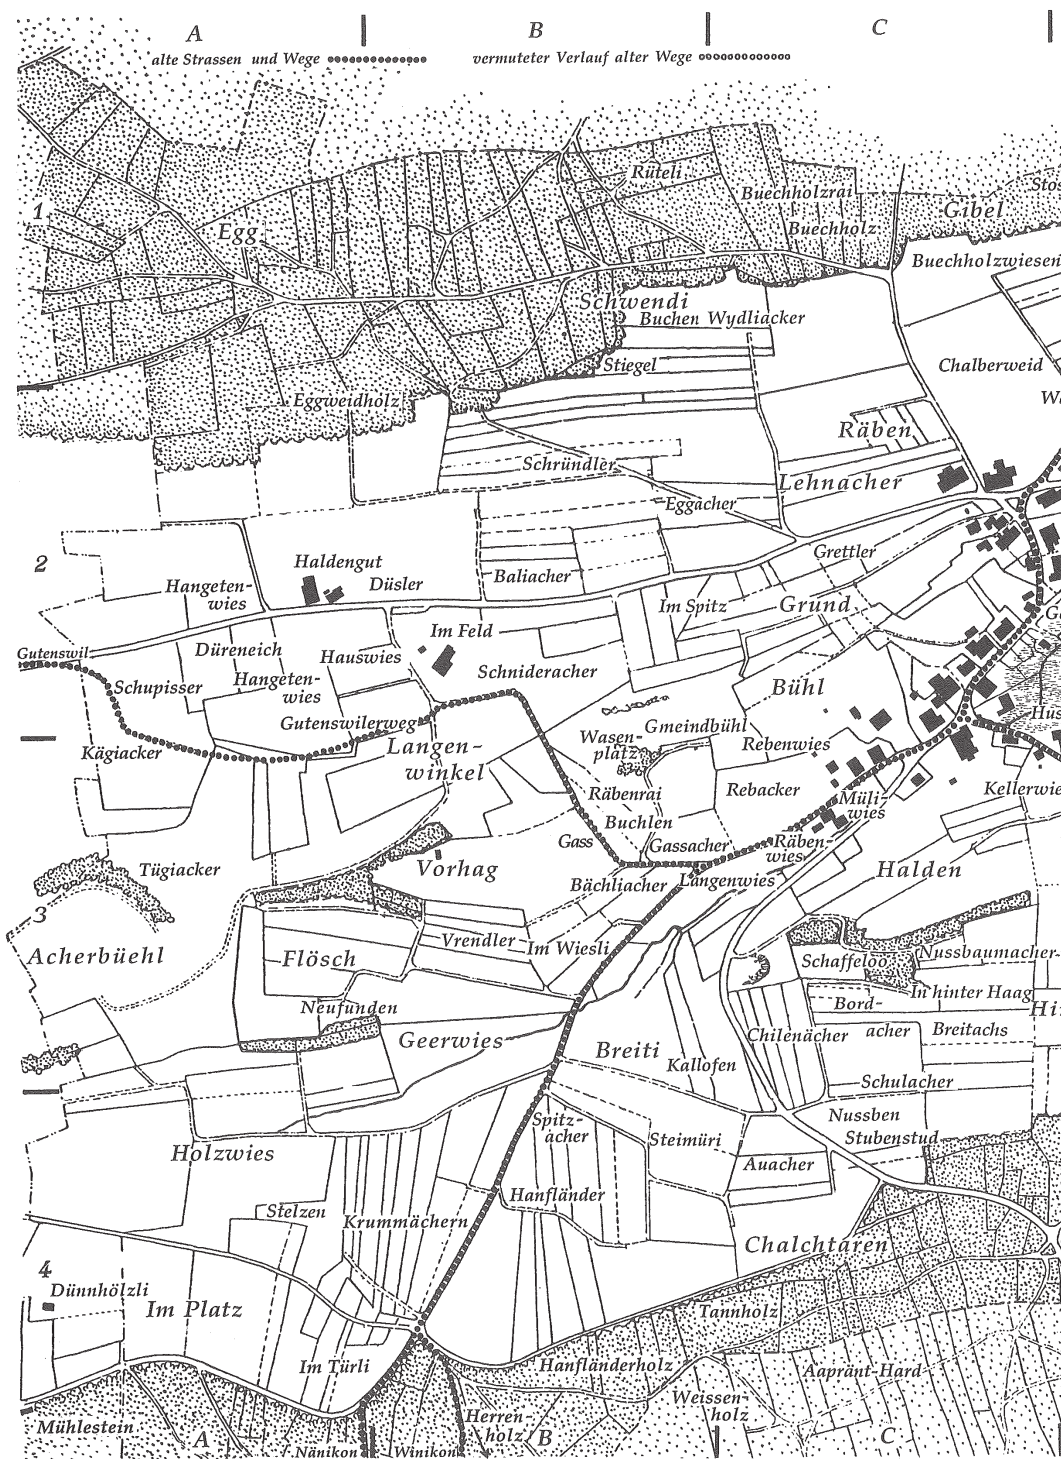 A
B
C
alte Strassen und Wege
vermuteter Verlauf alter Wege
Rüteli
Buechholzrai
1
Egg
Buechholz
Gibel
Buechholzwiesen
Schwendi
Buchen Wydliacker
Stiegel
Chalberweid
Eggweidholz
Räben
Schründler
Lehnacher
Eggacher
2
Haldengut
Grettler
Hangeten-
wies
Düsler
Baliacher
Im Spitz
Grund
Im Feld
Gutenswil
Düreneich
Hauswies
Schupisser
Hangeten-
wies
Schnideracher
Bühl
Gutenswilerweg
Gmeindbühl
Kägiacker
Langen-
winkel
Wasen-
platz
Rebenwies
Räbenrai
Rebacker
Kellerwie
Müli-
wies
Buchlen
Gass
Gassacher
Räben-
wies
Tügiacker
Vorhag
Bächliacher
Langenwies
Halden
3
Acherbüehl
Flösch
Vrendler
Im Wiesli
Schaffeloo
Nussbaumacher
Neufunden
In hinter Haag
Bord-
acher
Geerwies
Breiti
Chilenächer
Breitachs
Kallofen
Schulacher
Spitz-
ächer
Nussben
Steimüri
Stubenstud
Holzwies
Auacher
Hanfländer
Stelzen
Krummächern
Chalchtaren
4
Dünnhölzli
Im Platz
Tannholz
Im Türli
Hanfländerholz
Aapränt-Hard
Weissen-
holz
Mühlestein
Herren-
holz
A
B
C
Nänikon
Winikon